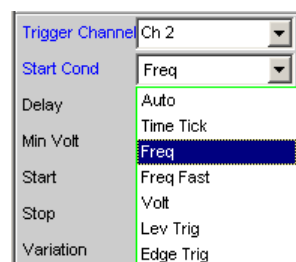 Trigger Channel Ch 2
Start Cond Freq
Delay Auto
Time Tick
Min Volt
Freq
Start Freq Fast
Stop Volt
Lev Trig
Variation Edge Trig